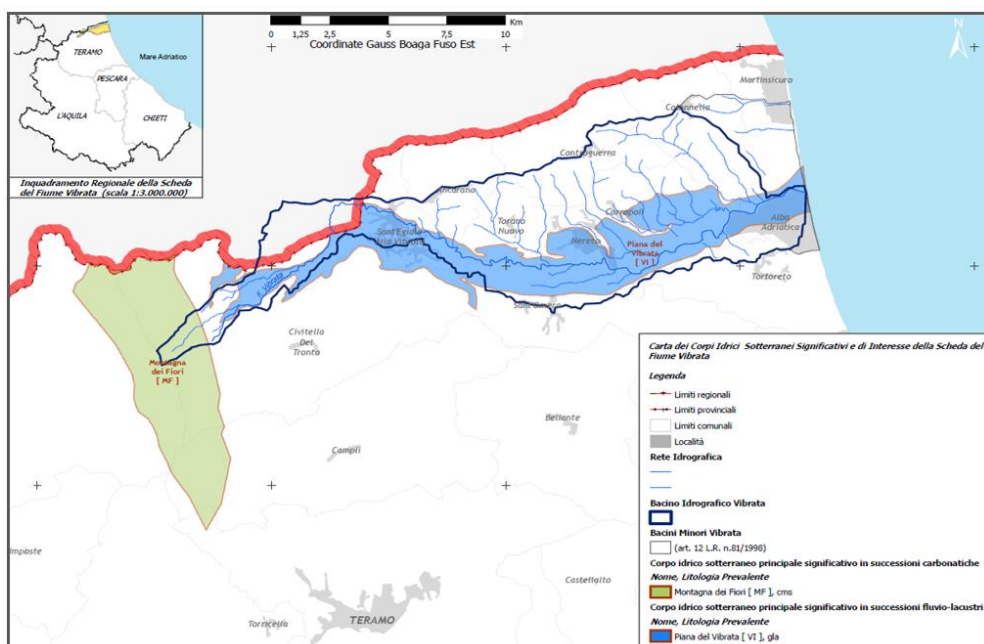 TERAMO
Mare Adriatico
PESCARA
L'AQUILA
CHIETI
Inquadramento Regionale della Scheda
del Fiume Vibrata (scala 1:3.000.000)
Km
0 1,25 2,5 5 7,5 10
Coordinate Gauss Boaga Fuso Est
N
Martinsicuro
Colonnella
Controguerra
Ancarano
Torano
Nuovo
Corropoli
Sant'Egidio
alla Vibrata
Nereto
Piana del
Vibrata
[ VI ]
Alba
Adriatica
Tortoreto
Sant'Omero
F. Vibrata
Civitella
Del
Tronto
Montagna
dei Fiori
[ MF ]
Bellante
Campli
Castellalto
TERAMO
Torricella
Carta dei Corpi Idrici Sotterranei Significativi e di Interesse della Scheda del
Fiume Vibrata
Legenda
Limiti regionali
Limiti provinciali
Limiti comunali
Località
Rete Idrografica
Bacino Idrografico Vibrata
Bacini Minori Vibrata
(art. 12 L.R. n.81/1998)
Corpo idrico sotterraneo principale significativo in successioni carbonatiche
Nome, Litologia Prevalente
Montagna dei Fiori [ MF ], cms
Corpo idrico sotterraneo principale significativo in successioni fluvio-lacustri
Nome, Litologia Prevalente
Piana del Vibrata [ VI ], gla